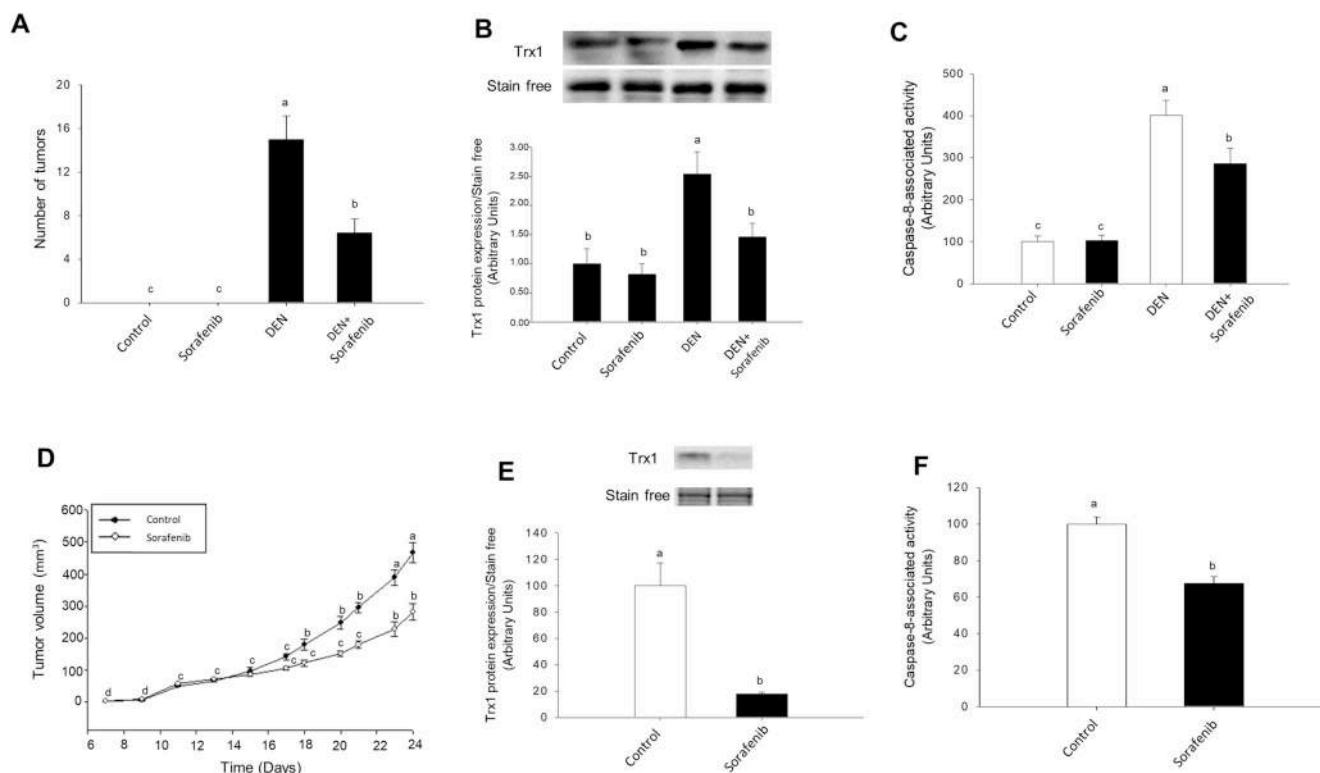 A
Number of tumors
20
16
12
8
4
0
c
c
a
b
Control
Sorafenib
DEN
DEN+
Sorafenib
B
Trx1
Stain free
Trx1 protein expression/Stain free
(Arbitrary Units)
3.00
2.50
2.00
1.50
1.00
0.50
0.00
b
b
a
b
Control
Sorafenib
DEN
DEN+
Sorafenib
C
Caspase-8-associated activity
(Arbitrary Units)
500
400
300
200
100
0
c
c
a
b
Control
Sorafenib
DEN
DEN+
Sorafenib
D
Control
Sorafenib
Tumor volume (mm³)
600
500
400
300
200
100
0
d
d
c
c
c
c
b
b
b
a
a
c
c
c
c
b
b
6 8 10 12 14 16 18 20 22 24
Time (Days)
E
Trx1
Stain free
Trx1 protein expression/Stain free
(Arbitrary Units)
140
120
100
80
60
40
20
0
a
b
Control
Sorafenib
F
Caspase-8-associated activity
(Arbitrary Units)
120
100
80
60
40
20
0
a
b
Control
Sorafenib